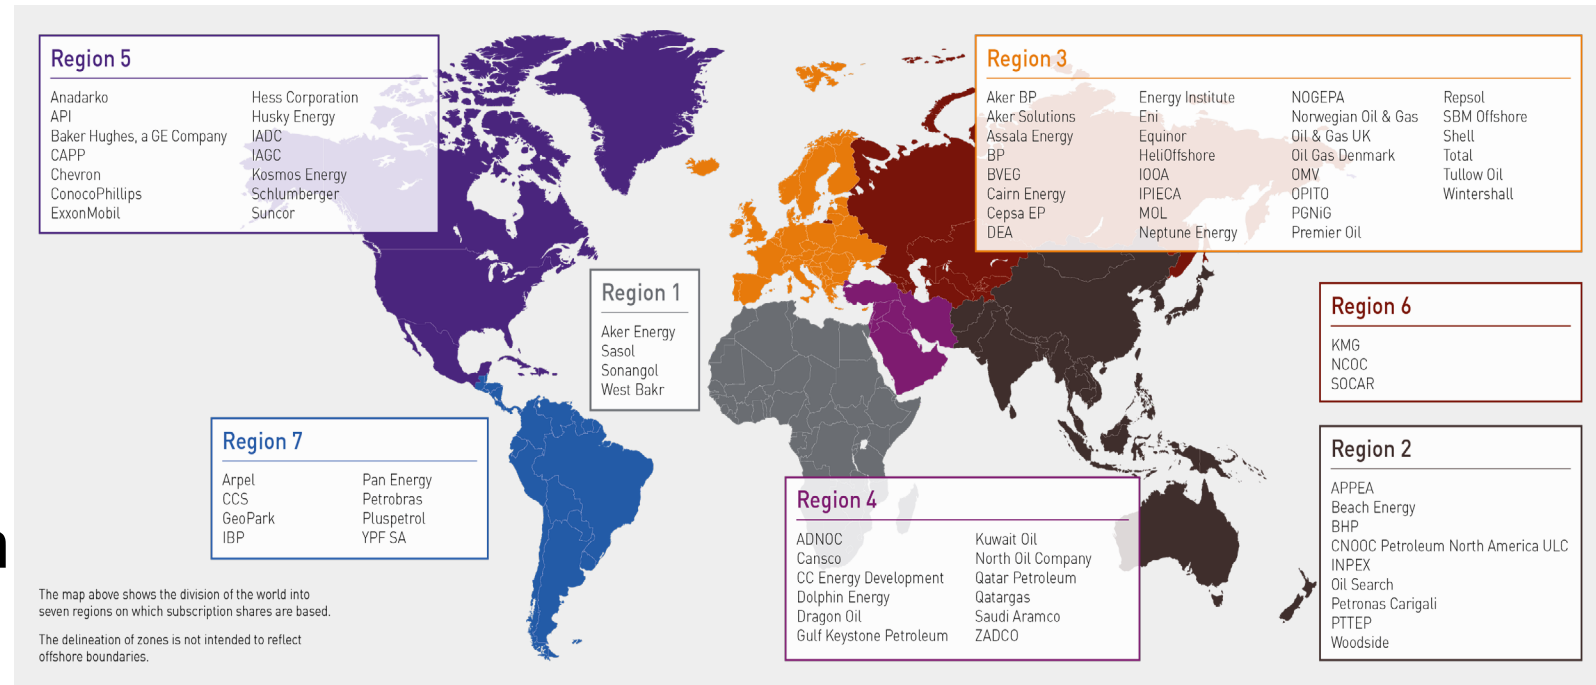 Region 5
Anadarko
API
Baker Hughes, a GE Company
CAPP
Chevron
ConocoPhillips
ExxonMobil
Hess Corporation
Husky Energy
IADC
IAGC
Kosmos Energy
Schlumberger
Suncor
Region 3
Aker BP
Aker Solutions
Assala Energy
BP
BVEG
Cairn Energy
Cepsa EP
DEA
Energy Institute
Eni
Equinor
HeliOffshore
IOOA
IPIECA
MOL
Neptune Energy
NOGEPA
Norwegian Oil & Gas
Oil & Gas UK
Oil Gas Denmark
OMV
OPITO
PGNiG
Premier Oil
Repsol
SBM Offshore
Shell
Total
Tullow Oil
Wintershall
Region 1
Aker Energy
Sasol
Sonangol
West Bakr
Region 6
KMG
NCOC
SOCAR
Region 7
Arpel
CCS
GeoPark
IBP
Pan Energy
Petrobras
Pluspetrol
YPF SA
Region 4
ADNOC
Cansco
CC Energy Development
Dolphin Energy
Dragon Oil
Gulf Keystone Petroleum
Kuwait Oil
North Oil Company
Qatar Petroleum
Qatargas
Saudi Aramco
ZADCO
Region 2
APPEA
Beach Energy
BHP
CNOOC Petroleum North America ULC
INPEX
Oil Search
Petronas Carigali
PTTEP
Woodside
The map above shows the division of the world into
seven regions on which subscription shares are based.
The delineation of zones is not intended to reflect
offshore boundaries.